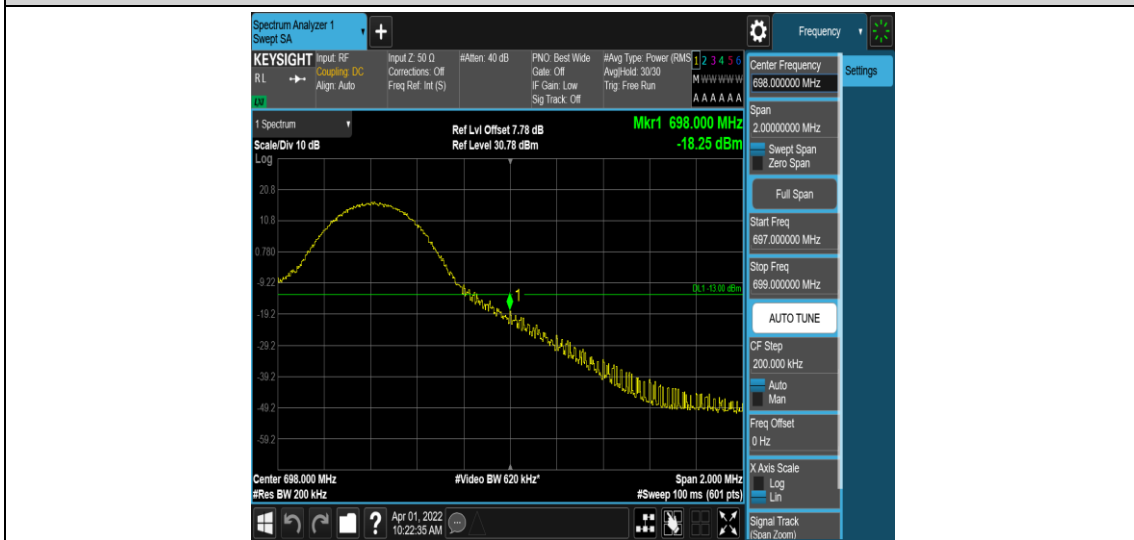 Spectrum Analyzer 1
Swept SA
+
Frequency
KEYSIGHT
RL
LXI
Input: RF
Coupling: DC
Align: Auto
Input Z: 50 Ω
Corrections: Off
Freq Ref: Int (S)
#Atten: 40 dB
PNO: Best Wide
Gate: Off
IF Gain: Low
Sig Track: Off
#Avg Type: Power (RMS
Avg|Hold: 30/30
Trig: Free Run
1 2 3 4 5 6
M W W W W W
A A A A A A
1 Spectrum
Scale/Div 10 dB
Ref Lvl Offset 7.78 dB
Ref Level 30.78 dBm
Mkr1 698.000 MHz
-18.25 dBm
Log
20.8
10.8
0.780
-9.22
-19.2
-29.2
-39.2
-49.2
-59.2
DL1 -13.00 dBm
1
Center 698.000 MHz
#Res BW 200 kHz
#Video BW 620 kHz*
Span 2.000 MHz
#Sweep 100 ms (601 pts)
?
Apr 01, 2022
10:22:35 AM
Center Frequency
698.000000 MHz
Settings
Span
2.00000000 MHz
Swept Span
Zero Span
Full Span
Start Freq
697.000000 MHz
Stop Freq
699.000000 MHz
AUTO TUNE
CF Step
200.000 kHz
Auto
Man
Freq Offset
0 Hz
X Axis Scale
Log
Lin
Signal Track
(Span Zoom)